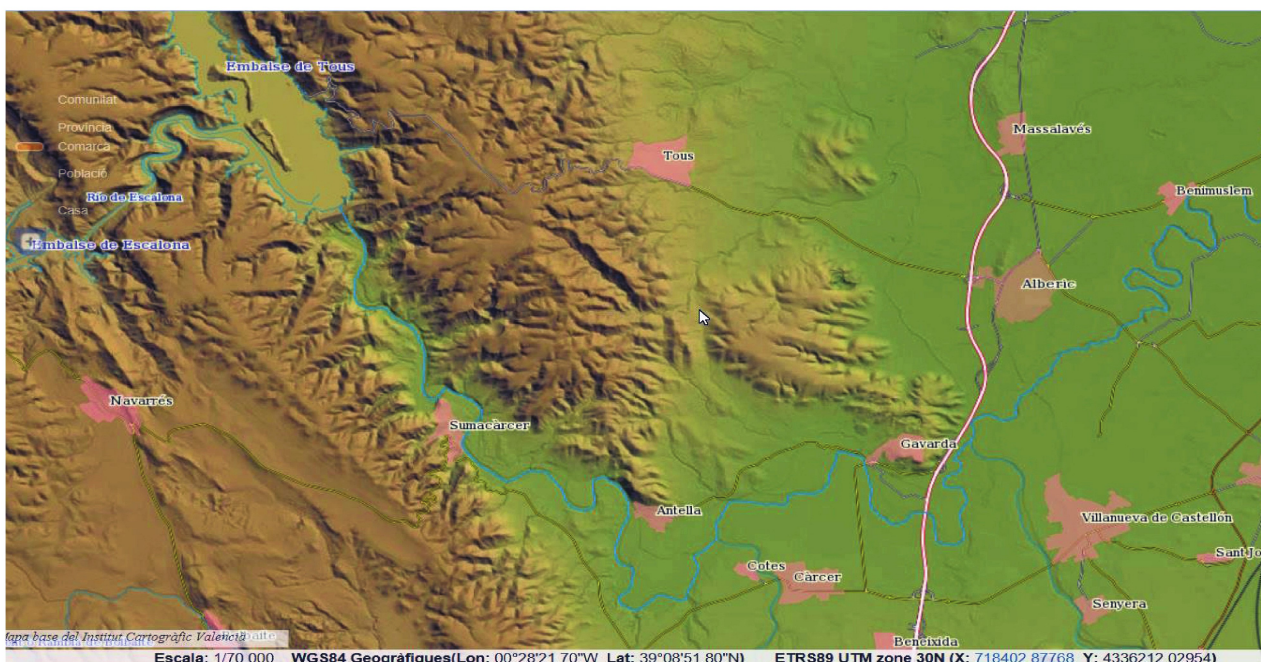 Embalse de Tous
Comunitat
Província
Comarca
Població
Casa
Río de Escalona
Embalse de Escalona
Tous
Massalavés
Benimuslem
Alberic
Navarrés
Sumacàrcer
Gavarda
Antella
Villanueva de Castellón
Cotes
Càrcer
Sant Jo
Senyera
Beneixida
Mapa base del Institut Cartogràfic Valencià
Escala: 1/70 000 WGS84 Geogràfiques(Lon: 00°28'21.70"W, Lat: 39°08'51.80"N) ETRS89 UTM zone 30N (X: 718402.87768, Y: 4336212.02954)